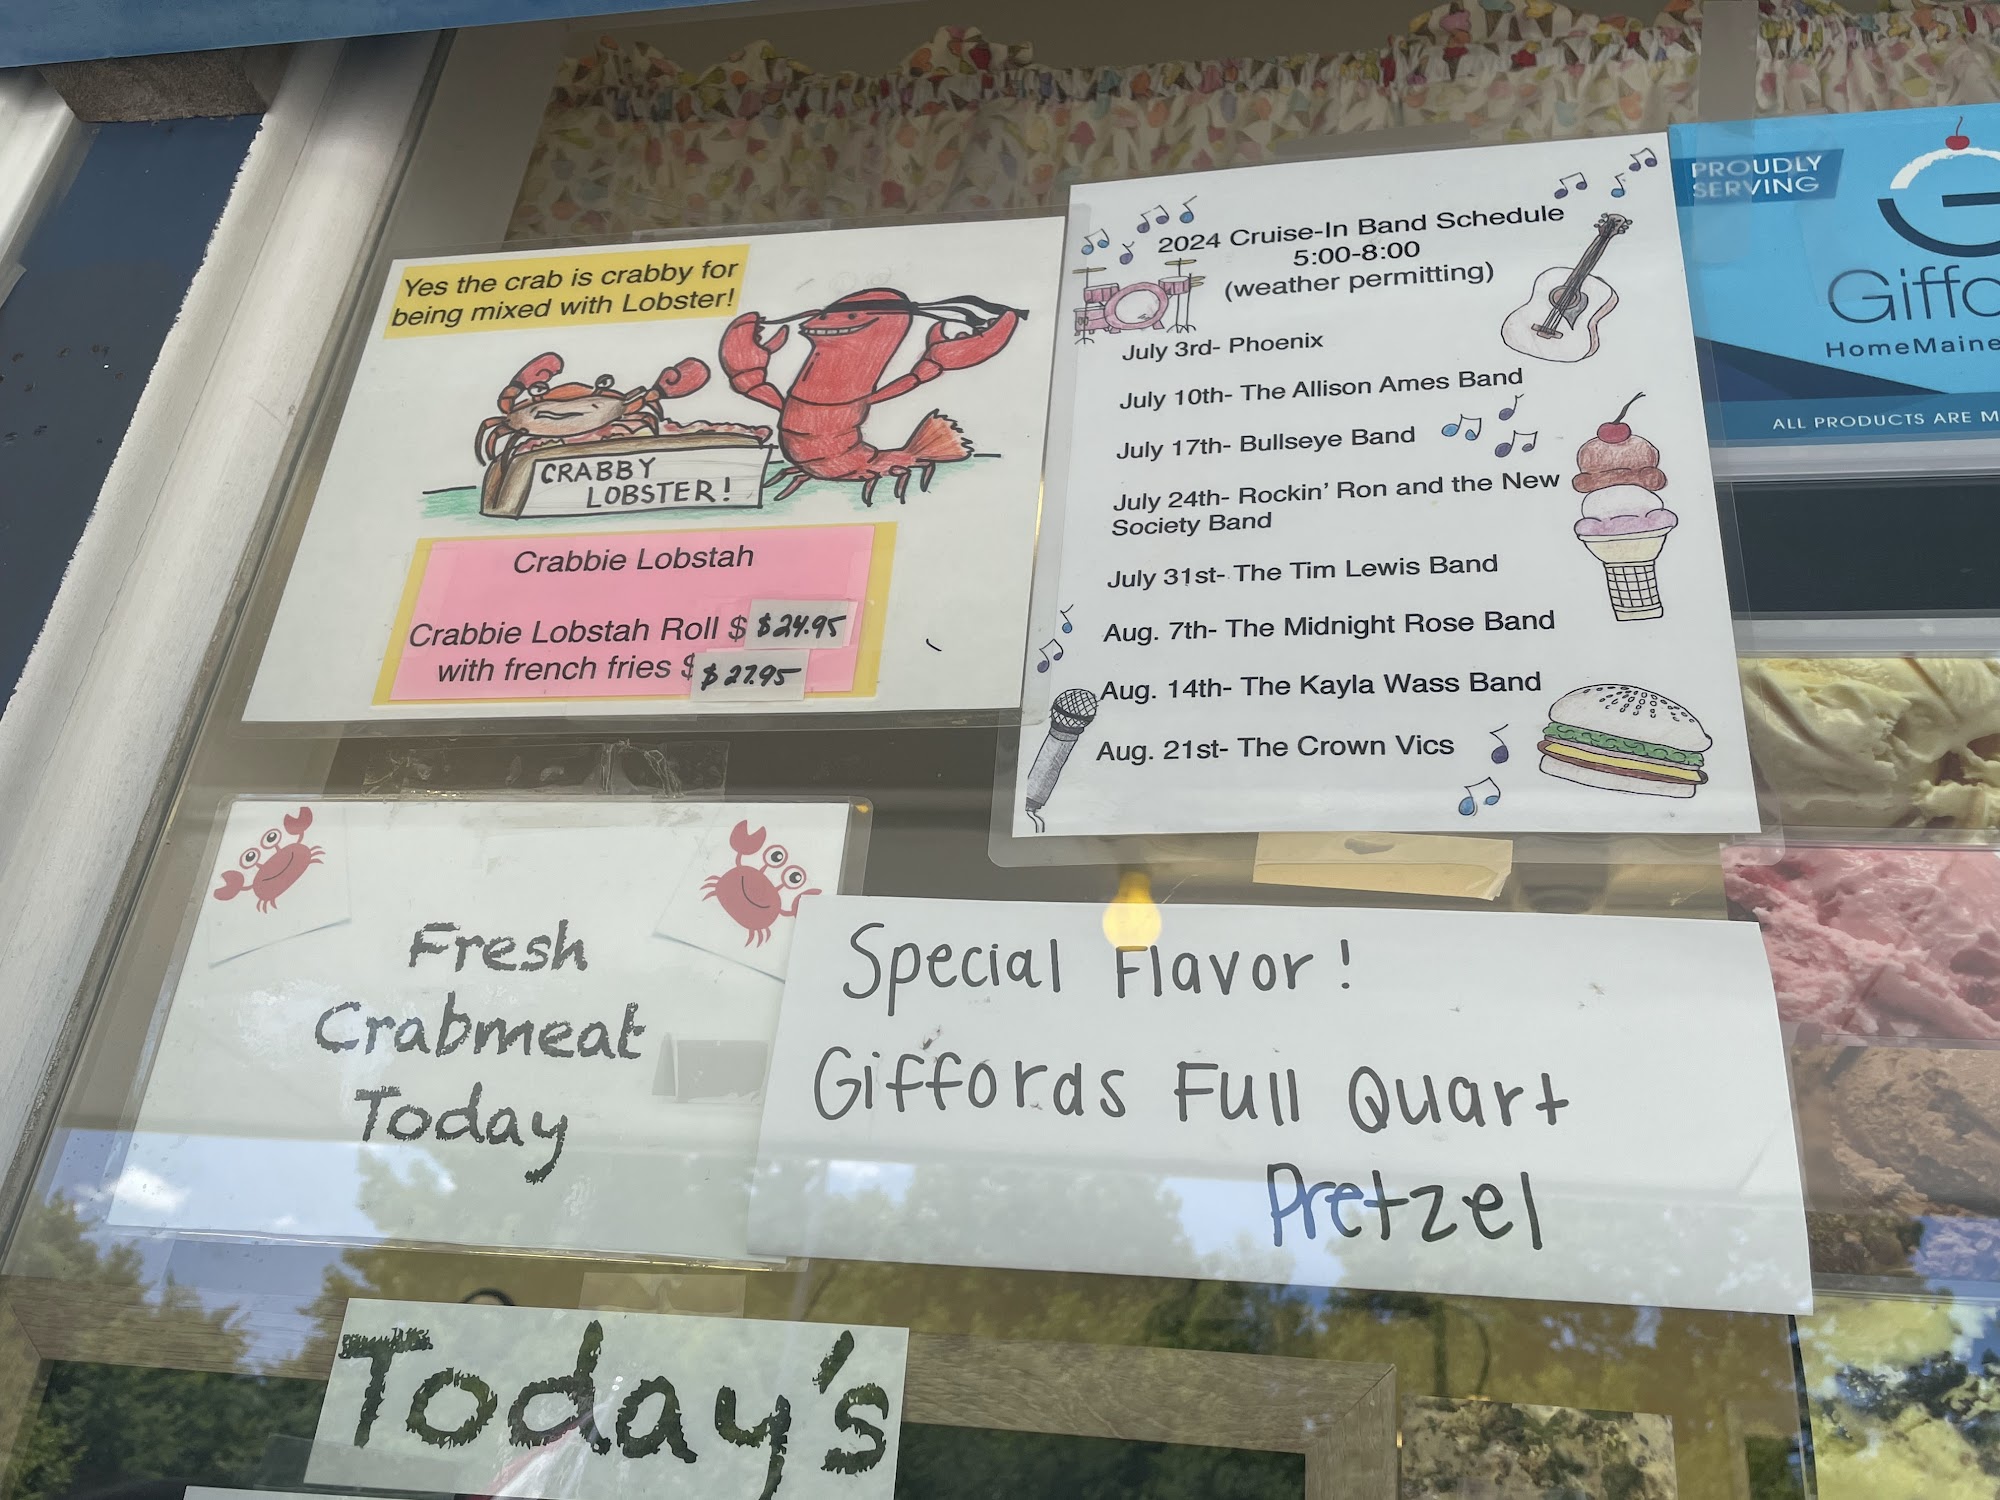 Yes the crab is crabby for
being mixed with Lobster!
CRABBY
LOBSTER!
Crabbie Lobstah
Crabbie Lobstah Roll $ $24.95
with french fries $ $27.95
2024 Cruise-In Band Schedule
5:00-8:00
(weather permitting)
July 3rd- Phoenix
July 10th- The Allison Ames Band
July 17th- Bullseye Band
July 24th- Rockin' Ron and the New
Society Band
July 31st- The Tim Lewis Band
Aug. 7th- The Midnight Rose Band
Aug. 14th- The Kayla Wass Band
Aug. 21st- The Crown Vics
PROUDLY
SERVING
HomeMaine
ALL PRODUCTS ARE
Fresh
Crabmeat
Today
Special Flavor!
Giffords Full Quart
Pretzel
Today's